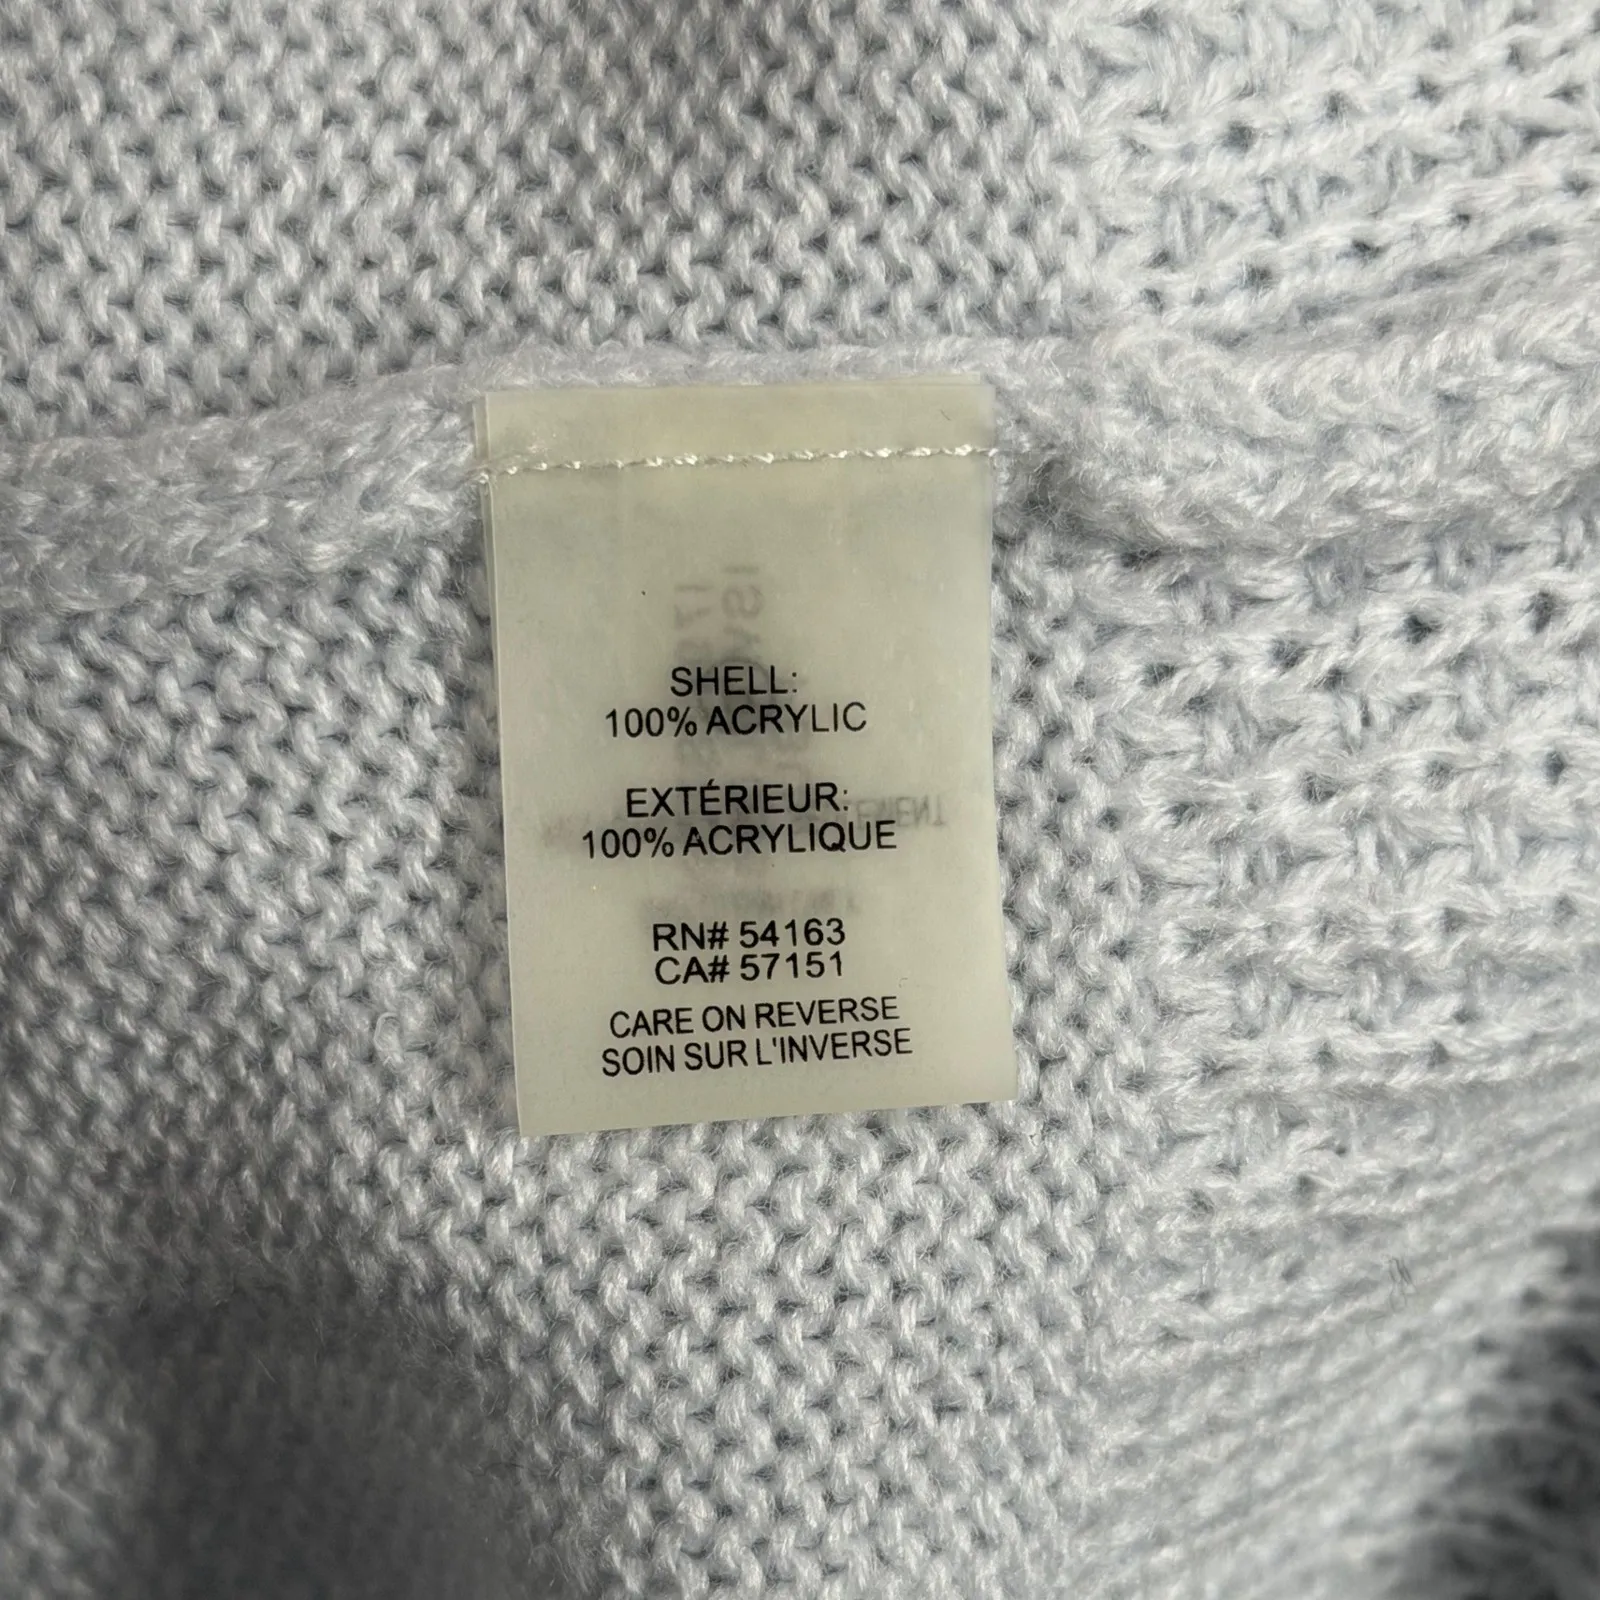 SHELL:
100% ACRYLIC
EXTÉRIEUR:
100% ACRYLIQUE
RN# 54163
CA# 57151
CARE ON REVERSE
SOIN SUR L'INVERSE